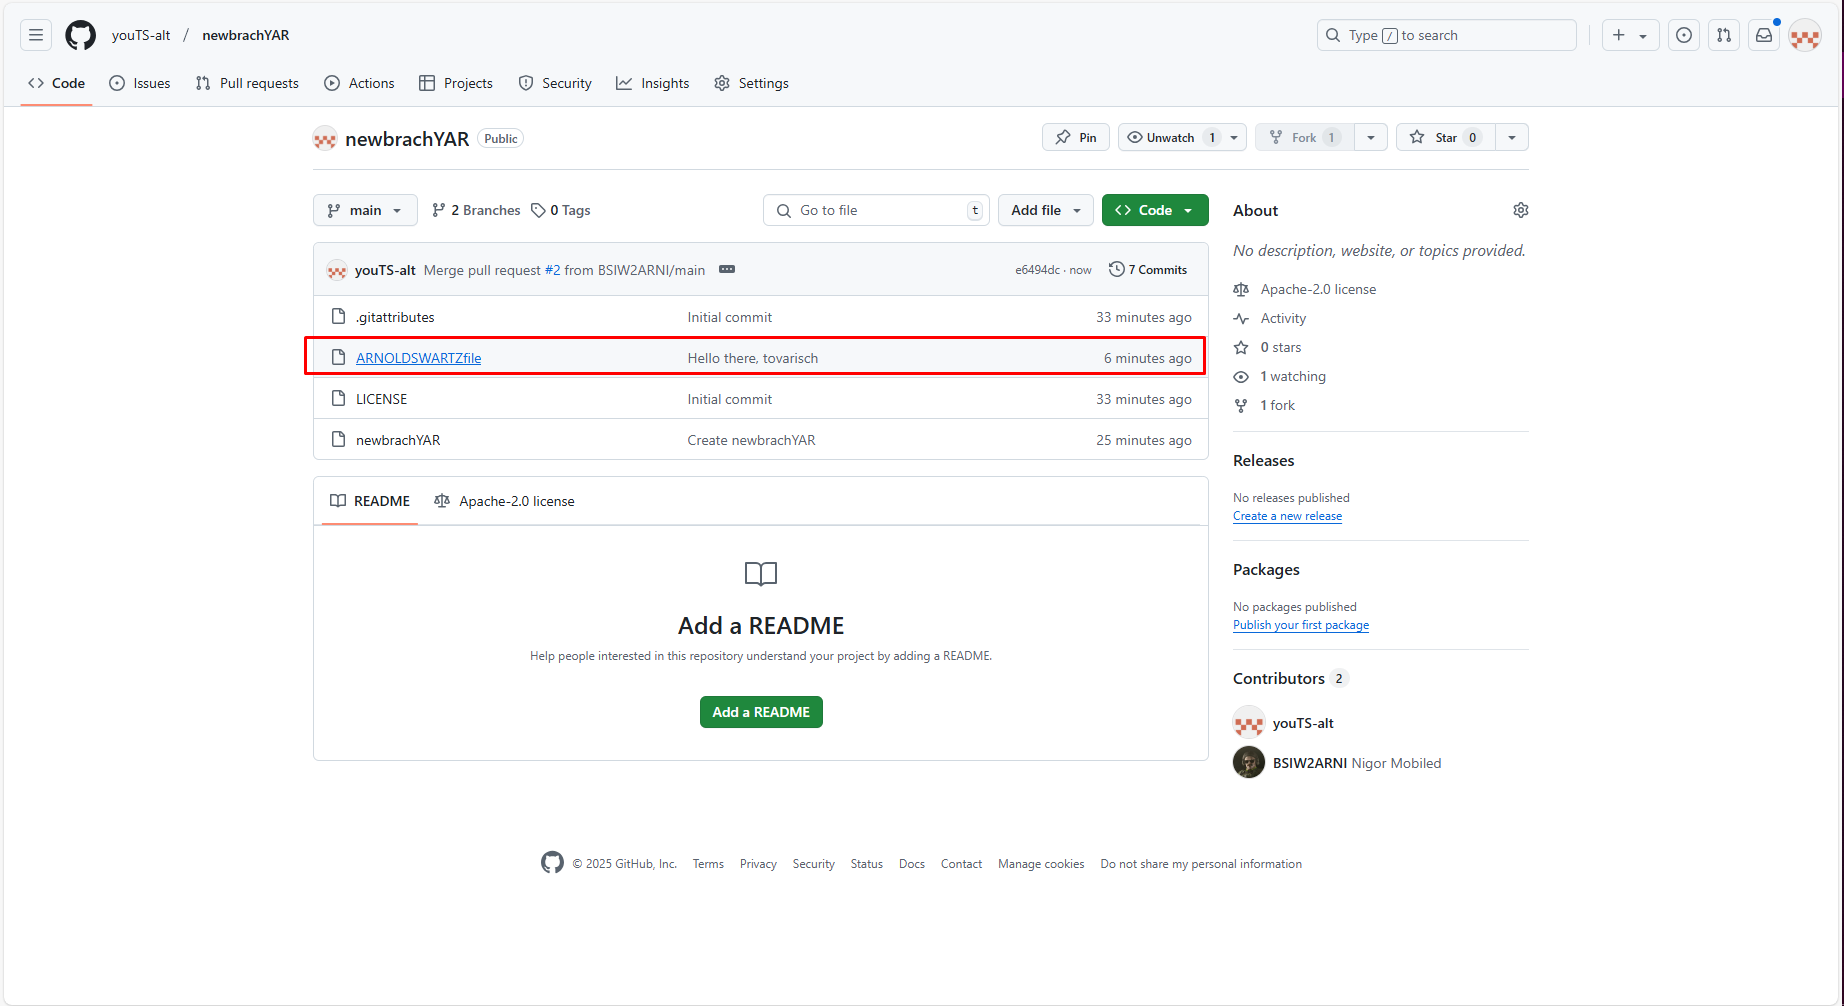 youTS-alt / newbrachYAR
Type / to search
Code Issues Pull requests Actions Projects Security Insights Settings
newbrachYAR Public
Pin Unwatch 1 Fork 1 Star 0
main 2 Branches 0 Tags Go to file t Add file Code
youTS-alt Merge pull request #2 from BSIW2ARNI/main e6494dc · now 7 Commits
.gitattributes Initial commit 33 minutes ago
ARNOLDSWARTZfile Hello there, tovarisch 6 minutes ago
LICENSE Initial commit 33 minutes ago
newbrachYAR Create newbrachYAR 25 minutes ago
README Apache-2.0 license
Add a README
Help people interested in this repository understand your project by adding a README.
Add a README
About
No description, website, or topics provided.
Apache-2.0 license
Activity
0 stars
1 watching
1 fork
Releases
No releases published
Create a new release
Packages
No packages published
Publish your first package
Contributors 2
youTS-alt
BSIW2ARNI Nigor Mobiled
© 2025 GitHub, Inc. Terms Privacy Security Status Docs Contact Manage cookies Do not share my personal information